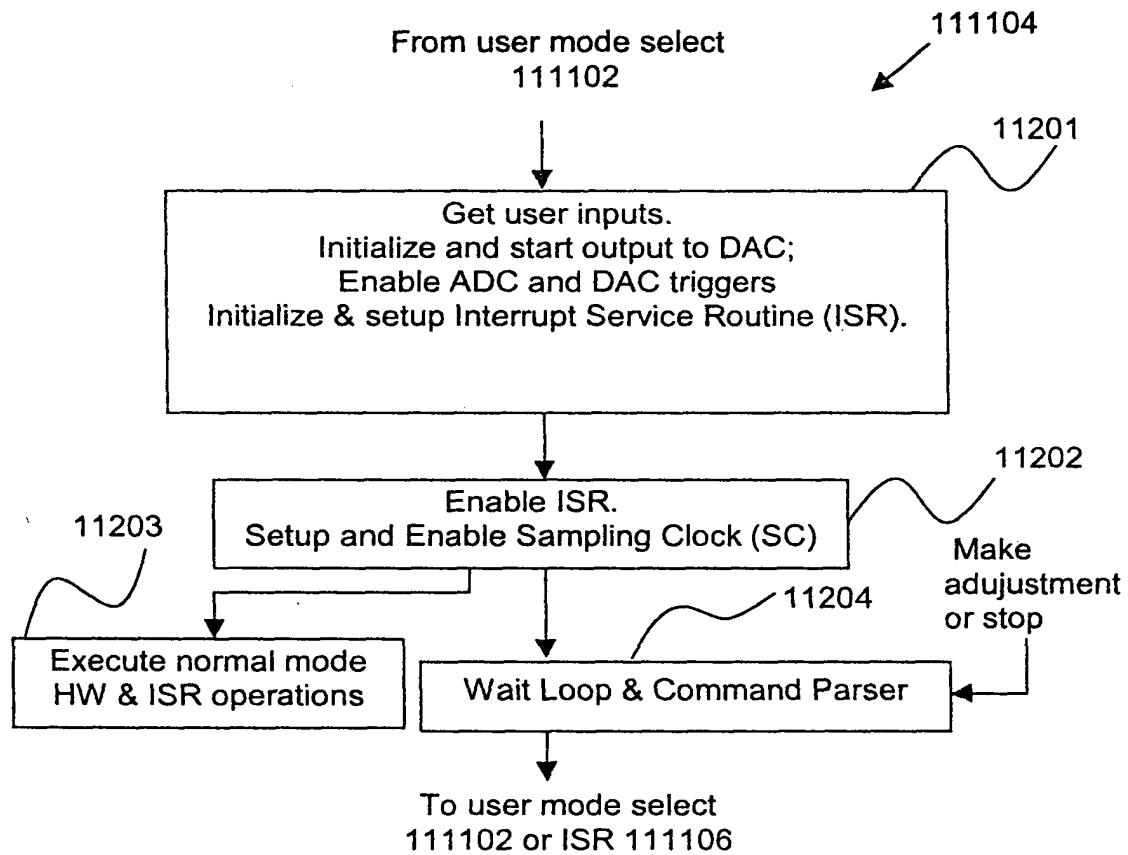 From user mode select
111102
111104
11201
Get user inputs.
Initialize and start output to DAC;
Enable ADC and DAC triggers
Initialize & setup Interrupt Service Routine (ISR).
11202
Enable ISR.
Setup and Enable Sampling Clock (SC)
11203
Make
adujustment
or stop
11204
Execute normal mode
HW & ISR operations
Wait Loop & Command Parser
To user mode select
111102 or ISR 111106